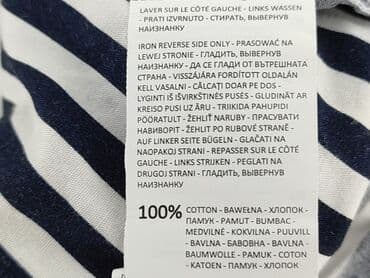 LAVER SUR LE CÔTÉ GAUCHE - LINKS WASSEN
- PRATI IZVRNUTO - СТИРАТЬ, ВЫВЕРНУВ
НАИЗНАНКУ
IRON REVERSE SIDE ONLY - PRASOWAĆ NA
LEWEJ STRONIE - ГЛАДИТЬ, ВЫВЕРНУВ
НАИЗНАНКУ - ДА СЕ ГЛАДИ ОТ ВЪТРЕШНАТА
СТРАНА - VISSZÁJÁRA FORDÍTOTT OLDALÁN
KELL VASALNI - CĂLCAȚI DOAR PE DOS -
LYGINTI IŠ IŠVIRKŠTINĖS PUSĖS - GLUDINĀT AR
KREISO PUSI UZ ĀRU - TRIIKIDA PAHUPIDI
PÖÖRATULT - ŽEHLIŤ NARUBY - ПРАСУВАТИ
НАВИВОРІТ - ŽEHLIT PO RUBOVÉ STRANĚ -
AUF LINKER SEITE BÜGELN - GLAČATI NA
NAOPAKOJ STRANI - REPASSER SUR LE CÔTÉ
GAUCHE - LINKS STRIJKEN - PEGLATI NA
DRUGOJ STRANI - ГЛАДИТЬ, ВЫВЕРНУВ
НАИЗНАНКУ
100% COTTON - BAWEŁNA - ХЛОПОК -
ПАМУК - PAMUT - BUMBAC -
MEDVILNĖ - KOKVILNA - PUUVILL
- BAVLNA - БАВОВНА - BAVLNA -
BAUMWOLLE - PAMUK - COTON -
KATOEN - PAMUK - ХЛОПОК